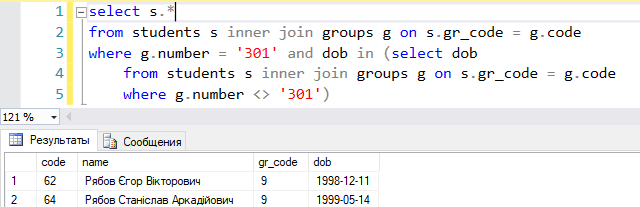 1 select s.*
2 from students s inner join groups g on s.gr_code = g.code
3 where g.number = '301' and dob in (select dob
4 from students s inner join groups g on s.gr_code = g.code
5 where g.number <> '301')
121 %
Результаты Сообщения
code name gr_code dob
1 62 Рябов Єгор Вікторович 9 1998-12-11
2 64 Рябов Станіслав Аркадійович 9 1999-05-14